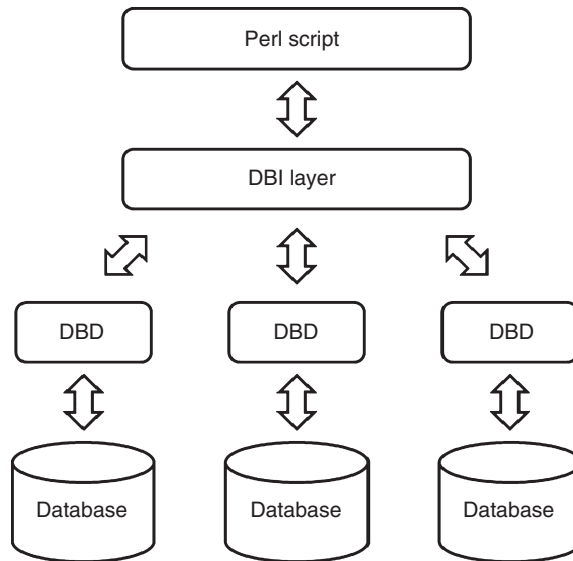 Perl script
DBI layer
DBD
DBD
DBD
Database
Database
Database